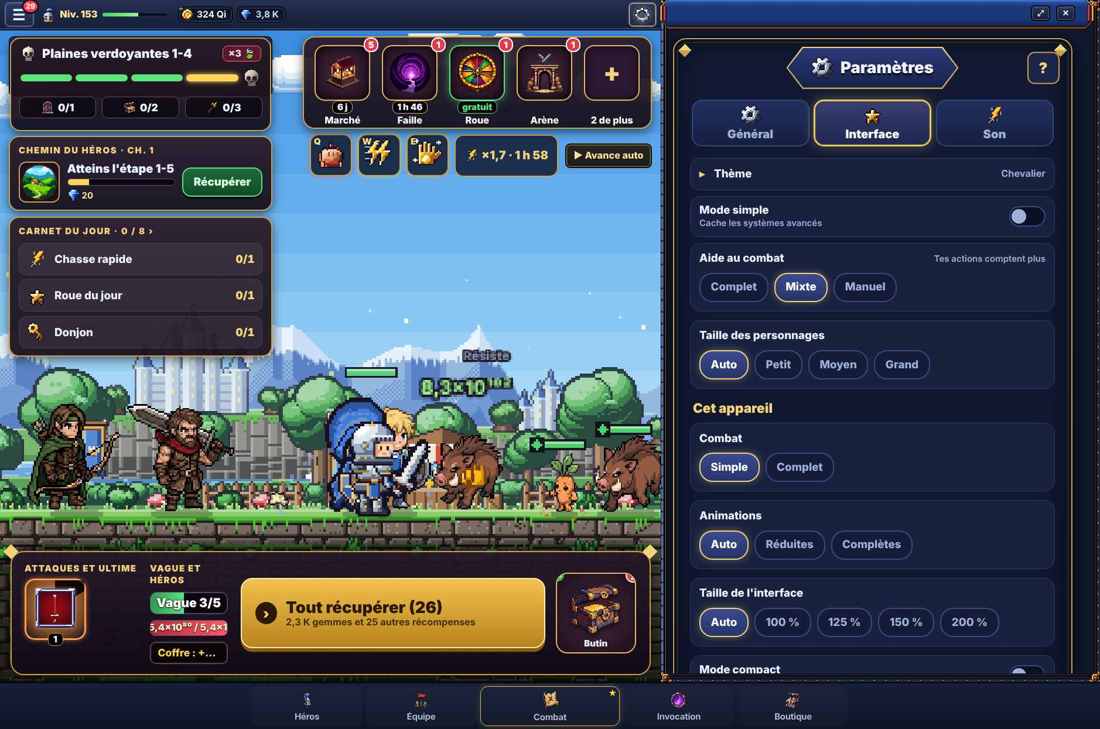 29
Niv. 153
324 Qi
3,8 K
Plaines verdoyantes 1-4
×3
0/1
0/2
0/3
CHEMIN DU HÉROS · CH. 1
Atteins l'étape 1-5
20
Récupérer
CARNET DU JOUR · 0 / 8 ›
Chasse rapide
0/1
Roue du jour
0/1
Donjon
0/1
5
1
1
1
6 j
1 h 46
gratuit
Marché
Faille
Roue
Arène
2 de plus
Q
W
E
×1,7 · 1 h 58
Avance auto
Résiste
ATTAQUES ET ULTIME
1
VAGUE ET
HÉROS
Vague 3/5
Coffre : +...
Tout récupérer (26)
2,3 K gemmes et 25 autres récompenses
Butin
Héros
Équipe
Combat
Invocation
Boutique
Paramètres
?
Général
Interface
Son
Thème
Chevalier
Mode simple
Cache les systèmes avancés
Aide au combat
Tes actions comptent plus
Complet
Mixte
Manuel
Taille des personnages
Auto
Petit
Moyen
Grand
Cet appareil
Combat
Simple
Complet
Animations
Auto
Réduites
Complètes
Taille de l'interface
Auto
100 %
125 %
150 %
200 %
Mode compact